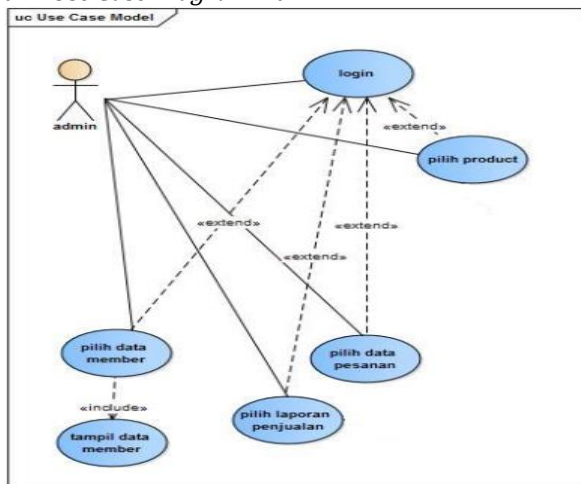 uc Use Case Model
login
admin
«extend»
pilih product
«extend»
«extend»
«extend»
pilih data
member
pilih data
pesanan
«include»
pilih laporan
penjualan
tampil data
member